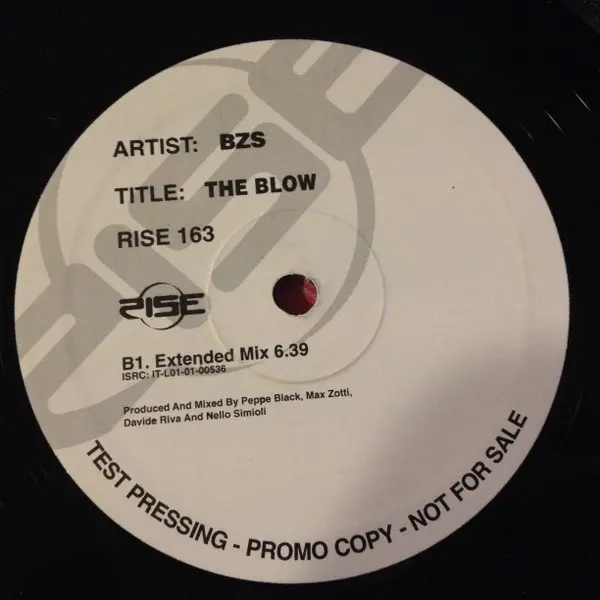 ARTIST: BZS
TITLE: THE BLOW
RISE 163
RISE
B1. Extended Mix 6.39
ISRC: IT-L01-01-00536
Produced And Mixed By Peppe Black, Max Zotti,
Davide Riva And Nello Simioli
TEST PRESSING - PROMO COPY - NOT FOR SALE